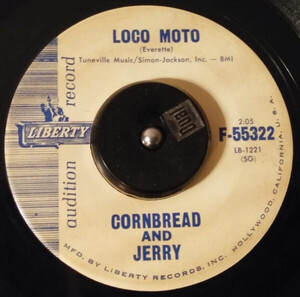 LOCO MOTO
(Everette)
Tuneville Music/Simon-Jackson, Inc. — BMI
audition record
LIBERTY
2:05
F-55322
LB-1221
(SG)
CORNBREAD
AND
JERRY
MFD. BY LIBERTY RECORDS, INC. HOLLYWOOD, CALIFORNIA, U.S.A.